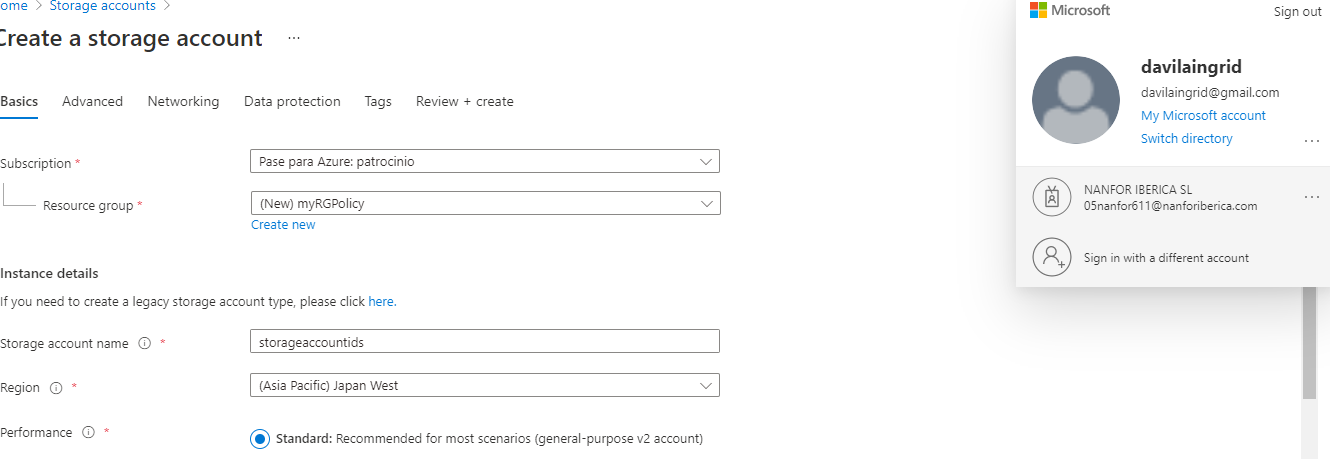 ome > Storage accounts >
Create a storage account ...
Basics Advanced Networking Data protection Tags Review + create
Subscription *
Pase para Azure: patrocinio
Resource group *
(New) myRGPolicy
Create new
Instance details
If you need to create a legacy storage account type, please click here.
Storage account name *
storageaccountids
Region *
(Asia Pacific) Japan West
Performance *
Standard: Recommended for most scenarios (general-purpose v2 account)
Microsoft
Sign out
davilaingrid
davilaingrid@gmail.com
My Microsoft account
Switch directory
...
NANFOR IBERICA SL
05nanfor611@nanforiberica.com
...
Sign in with a different account